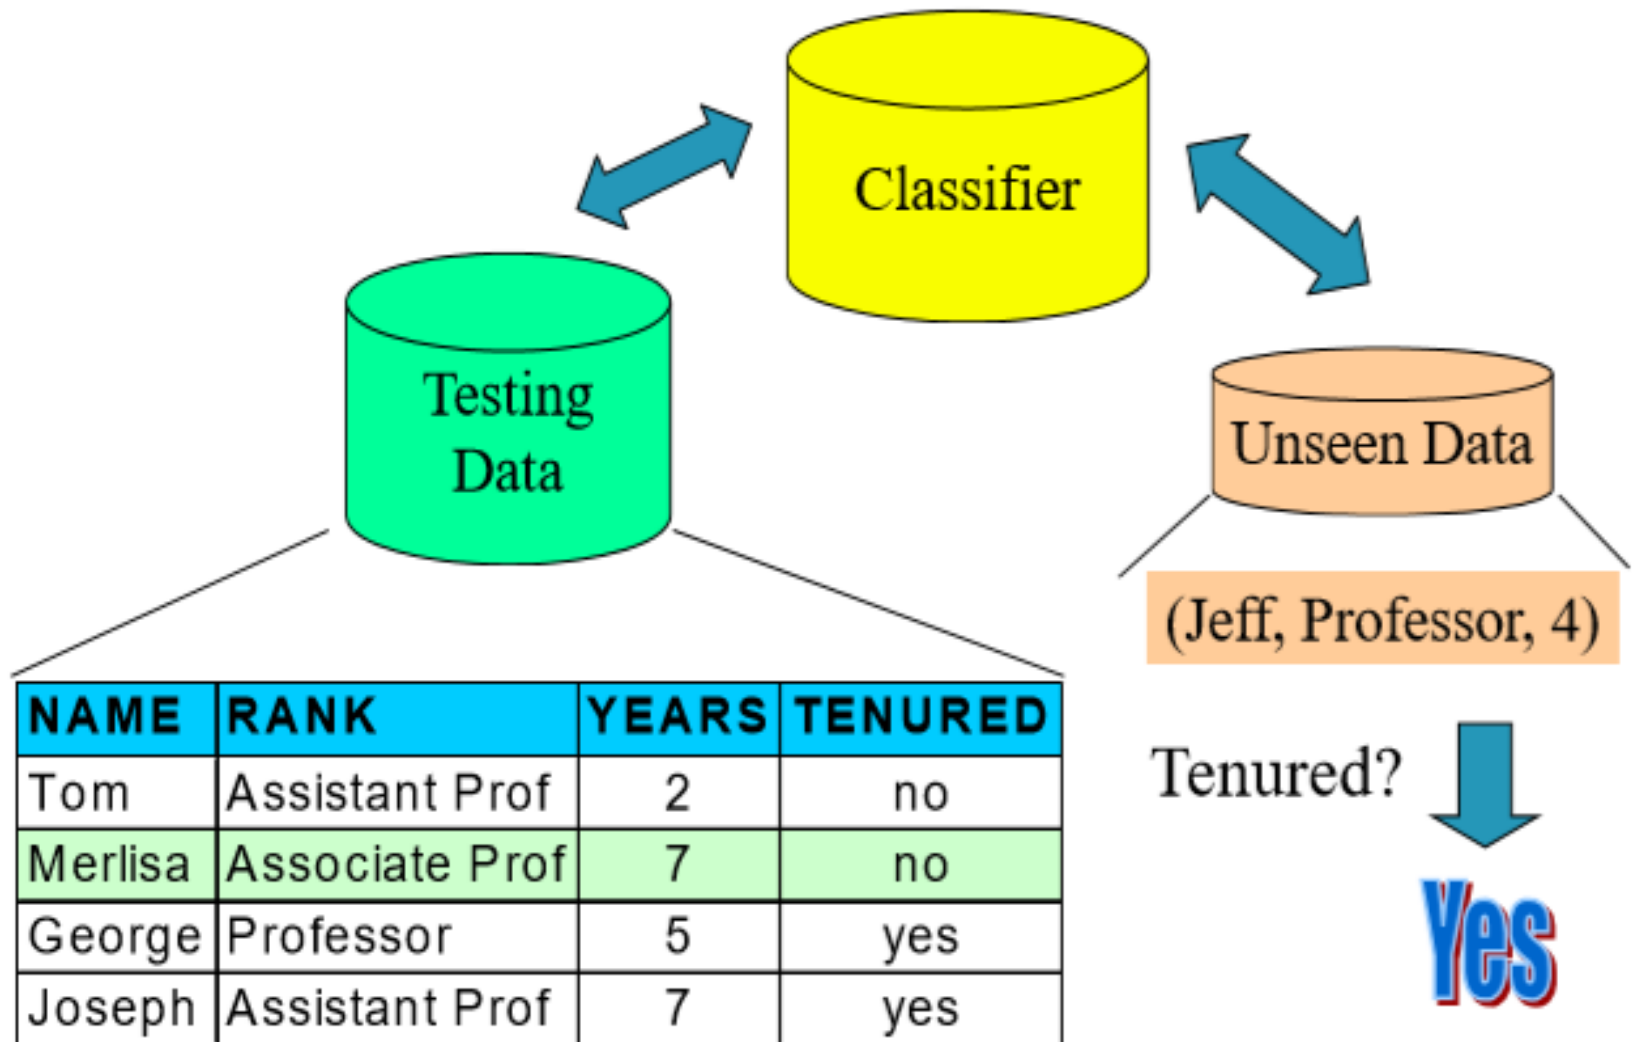 Classifier
Testing
Data
Unseen Data
(Jeff, Professor, 4)
NAME RANK YEARS TENURED
Tom Assistant Prof 2 no
Merlisa Associate Prof 7 no
George Professor 5 yes
Joseph Assistant Prof 7 yes
Tenured?
Yes